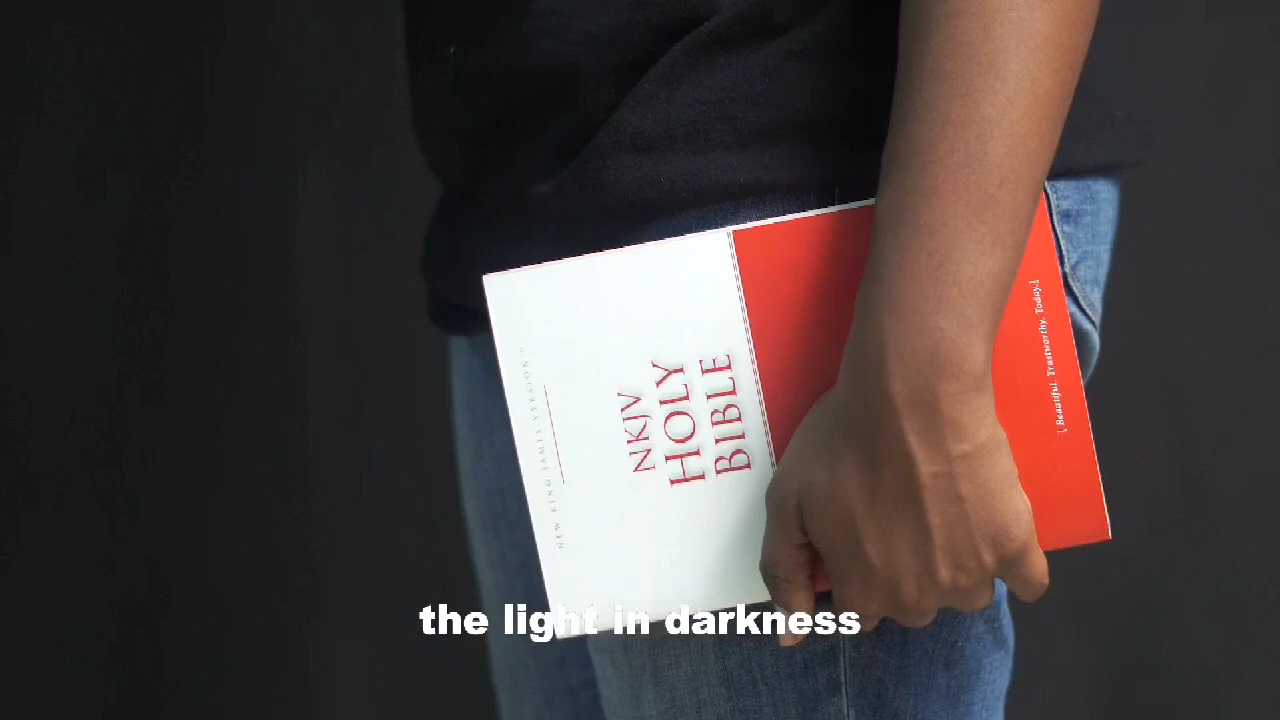 NEW KING JAMES VERSION
NKJV
HOLY
BIBLE
[ Beautiful. Trustworthy. Today.]
the light in darkness